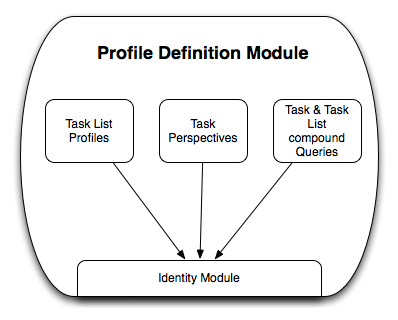 Profile Definition Module
Task List
Profiles
Task
Perspectives
Task & Task
List
compound
Queries
Identity Module